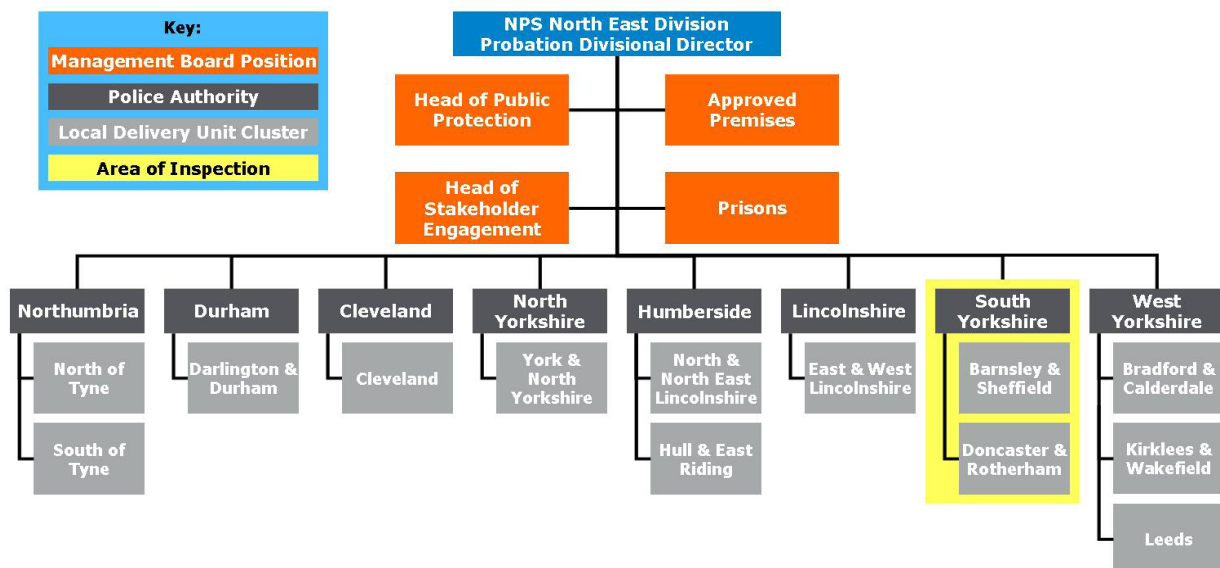 Key:
Management Board Position
Police Authority
Local Delivery Unit Cluster
Area of Inspection
NPS North East Division
Probation Divisional Director
Head of Public
Protection
Approved
Premises
Head of
Stakeholder
Engagement
Prisons
Northumbria
North of
Tyne
South of
Tyne
Durham
Darlington &
Durham
Cleveland
Cleveland
North
Yorkshire
York &
North
Yorkshire
Humberside
North &
North East
Lincolnshire
Hull & East
Riding
Lincolnshire
East & West
Lincolnshire
South
Yorkshire
Barnsley &
Sheffield
Doncaster &
Rotherham
West
Yorkshire
Bradford &
Calderdale
Kirklees &
Wakefield
Leeds